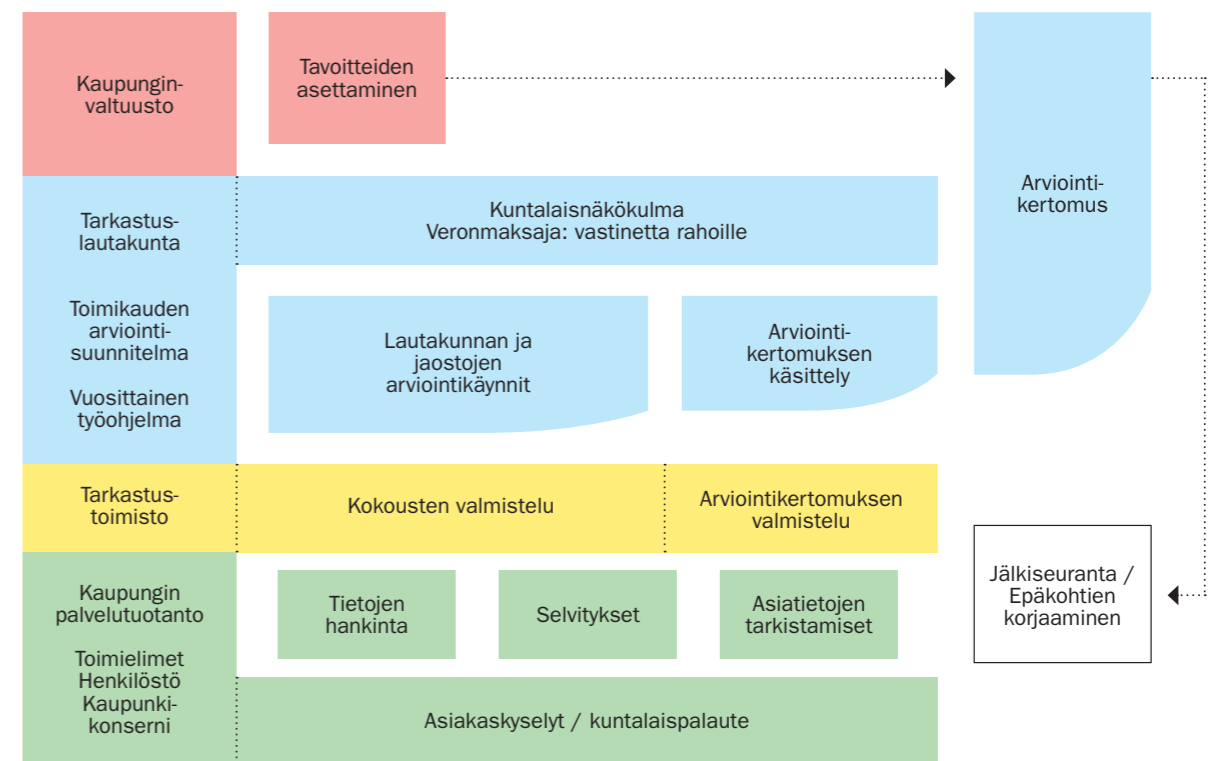 Kaupungin-
valtuusto
Tavoitteiden
asettaminen
Arviointi-
kertomus
Tarkastus-
lautakunta
Kuntalaisnäkökulma
Veronmaksaja: vastinetta rahoille
Toimikauden
arviointi-
suunnitelma
Vuosittainen
työohjelma
Lautakunnan ja
jaostojen
arviointikäynnit
Arviointi-
kertomuksen
käsittely
Tarkastus-
toimisto
Kokousten valmistelu
Arviointikertomuksen
valmistelu
Kaupungin
palvelutuotanto
Toimielimet
Henkilöstö
Kaupunki-
konserni
Tietojen
hankinta
Selvitykset
Asiatietojen
tarkistamiset
Jälkiseuranta /
Epäkohtien
korjaaminen
Asiakaskyselyt / kuntalaispalaute